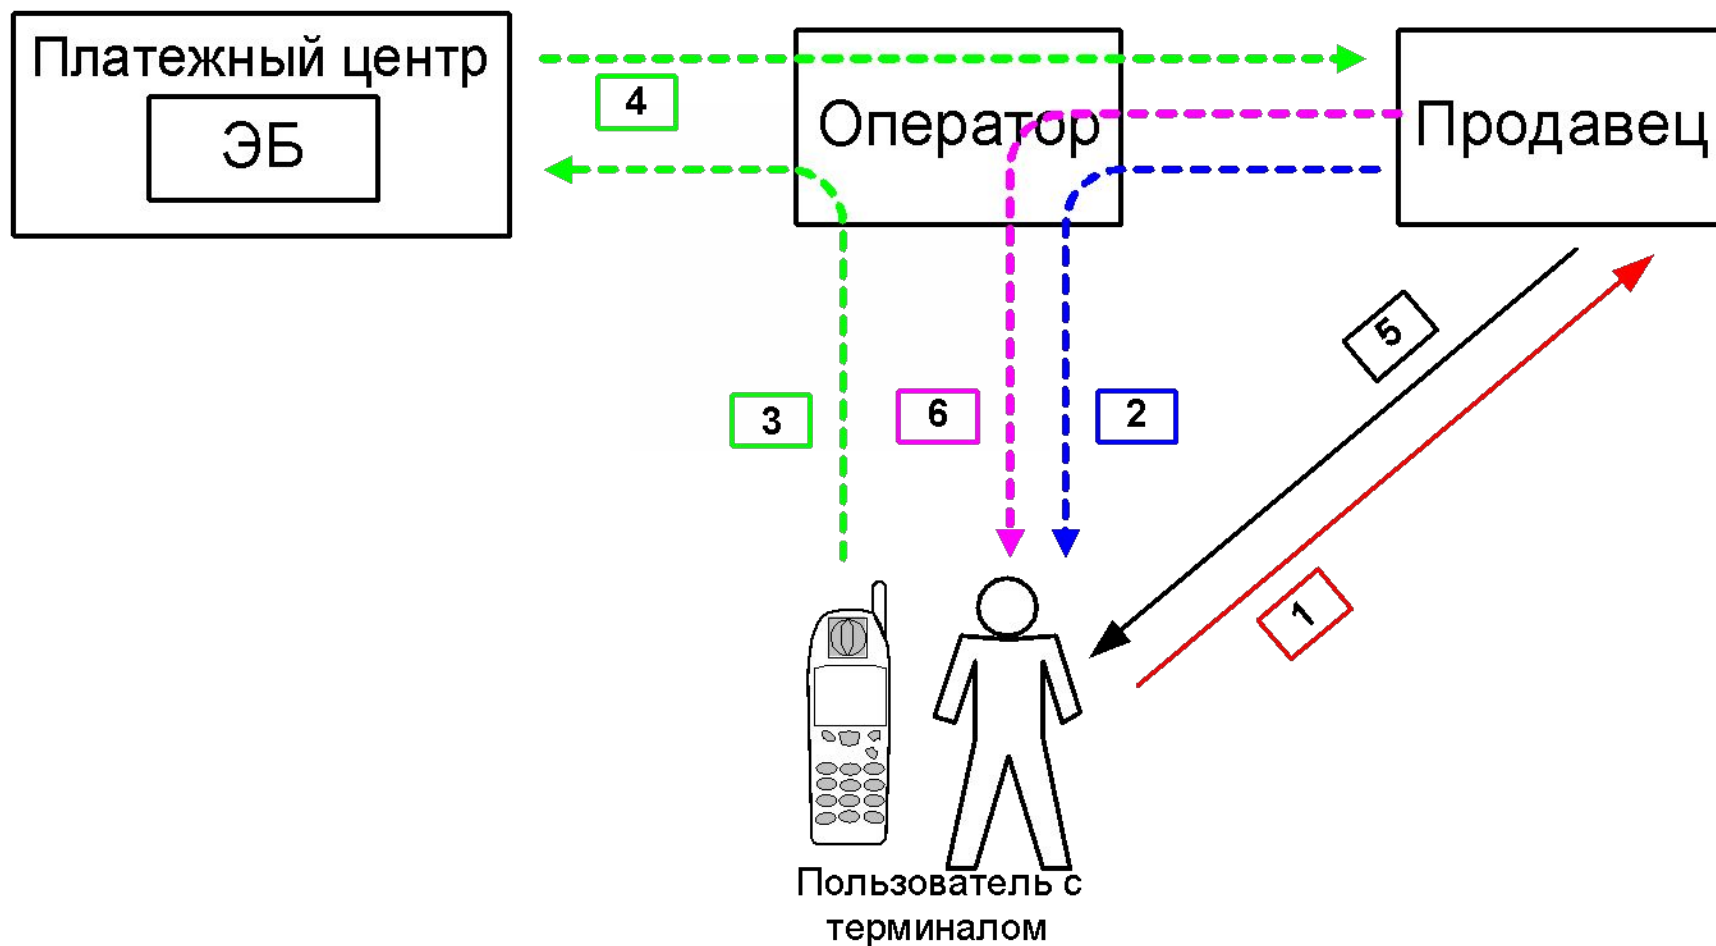 Платежный центр
ЭБ
4
Оператор
Продавец
5
3
6
2
1
Пользователь с
терминалом